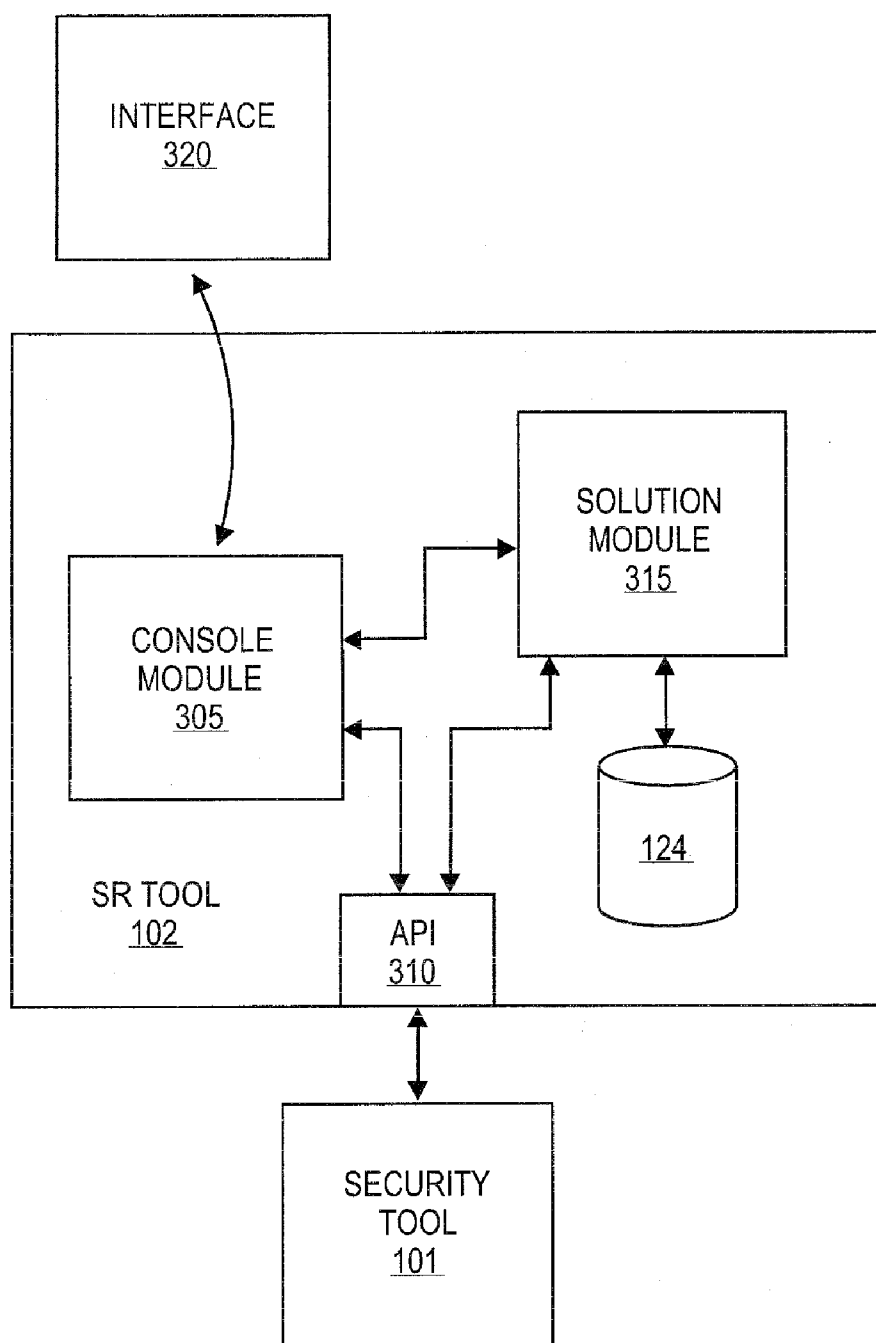 INTERFACE
320
SOLUTION
MODULE
315
CONSOLE
MODULE
305
124
SR TOOL
102
API
310
SECURITY
TOOL
101